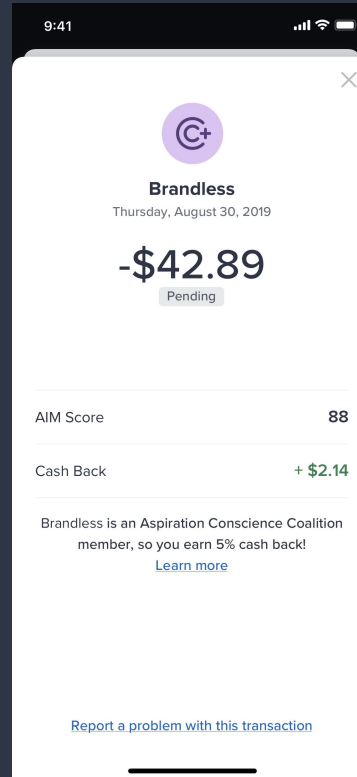 9:41
Brandless
Thursday, August 30, 2019
-$42.89
Pending
AIM Score 88
Cash Back + $2.14
Brandless is an Aspiration Conscience Coalition
member, so you earn 5% cash back!
Learn more
Report a problem with this transaction